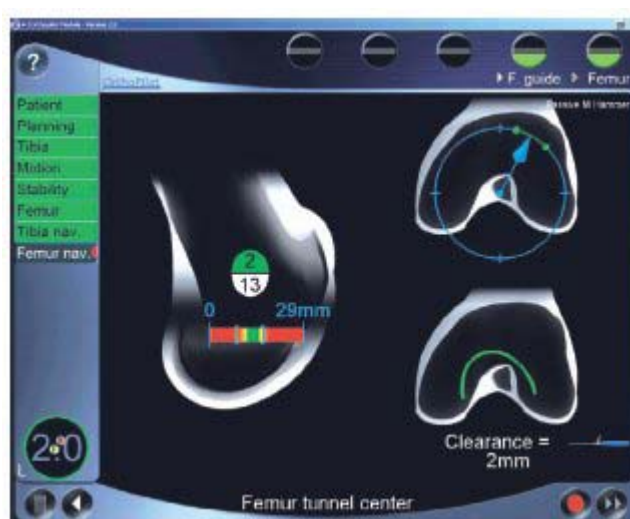 ?
F. guide Femur
OrthoPilot
Patient
Planning
Tibia
Motion
Stability
Femur
Tibia nav.
Femur nav.
2
13
0 29mm
Clearance =
2mm
2.0
L
Femur tunnel center